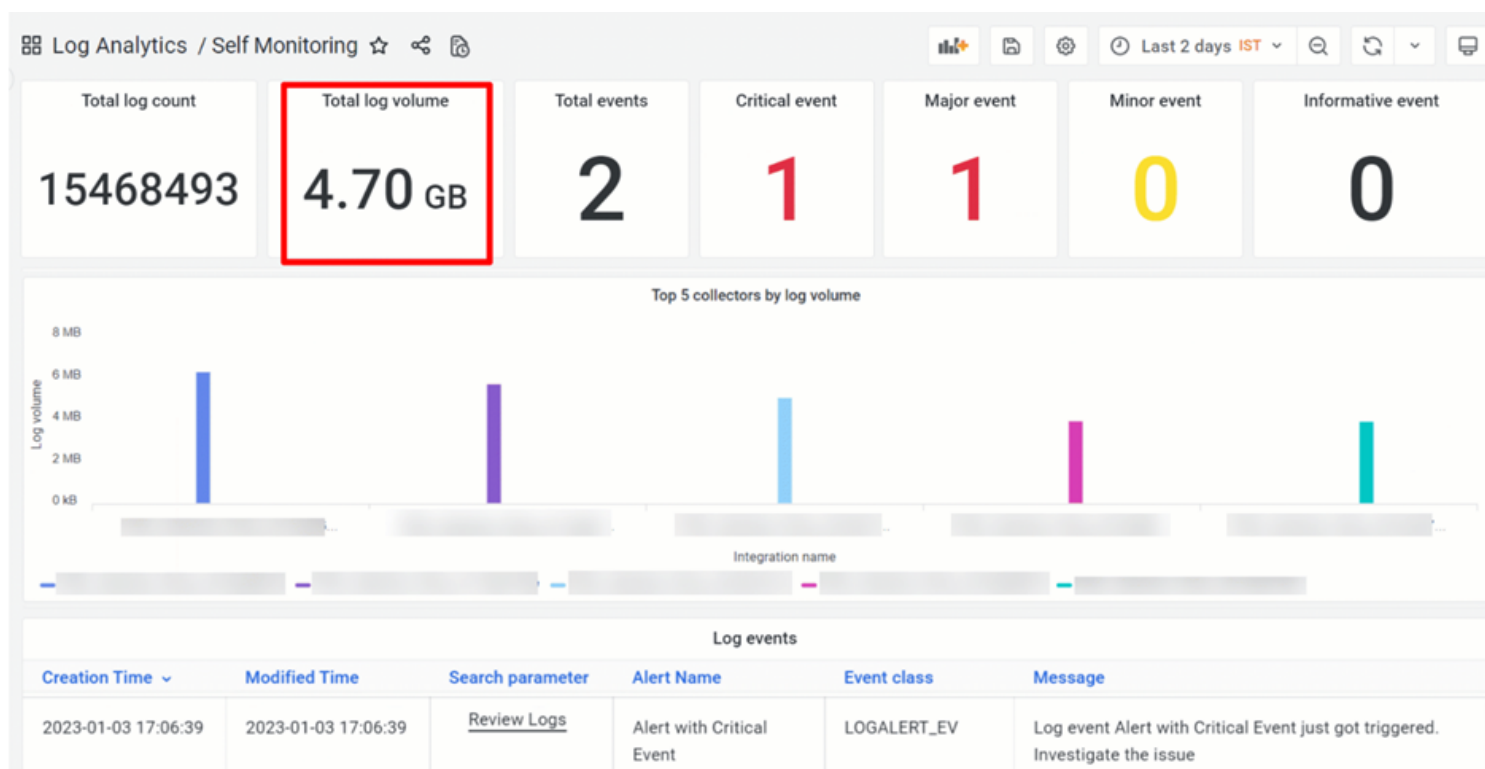 Log Analytics / Self Monitoring
Last 2 days IST
Total log count
Total log volume
Total events
Critical event
Major event
Minor event
Informative event
15468493
4.70 GB
2
1
1
0
0
Top 5 collectors by log volume
8 MB
6 MB
4 MB
2 MB
0 kB
Log volume
Integration name
Log events
Creation Time
Modified Time
Search parameter
Alert Name
Event class
Message
2023-01-03 17:06:39
2023-01-03 17:06:39
Review Logs
Alert with Critical
Event
LOGALERT_EV
Log event Alert with Critical Event just got triggered.
Investigate the issue